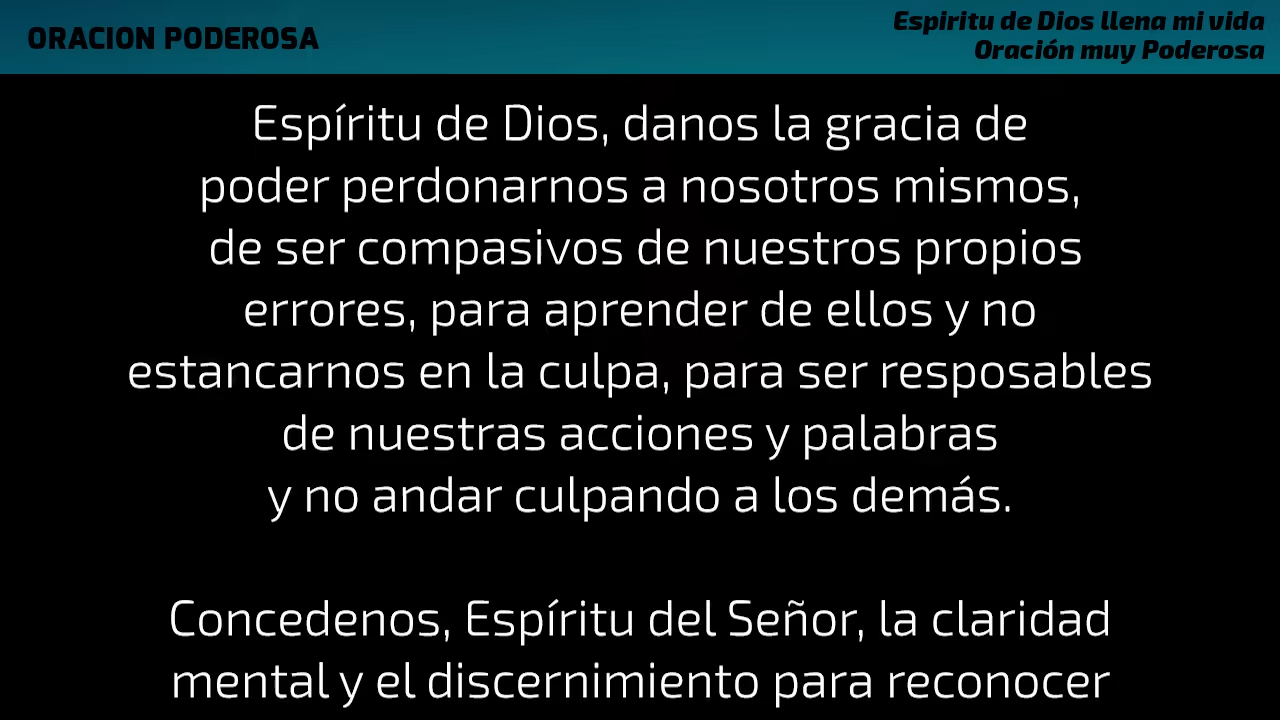 ORACION PODEROSA
Espiritu de Dios llena mi vida
Oración muy Poderosa
Espíritu de Dios, danos la gracia de
poder perdonarnos a nosotros mismos,
de ser compasivos de nuestros propios
errores, para aprender de ellos y no
estancarnos en la culpa, para ser resposables
de nuestras acciones y palabras
y no andar culpando a los demás.
Concedenos, Espíritu del Señor, la claridad
mental y el discernimiento para reconocer